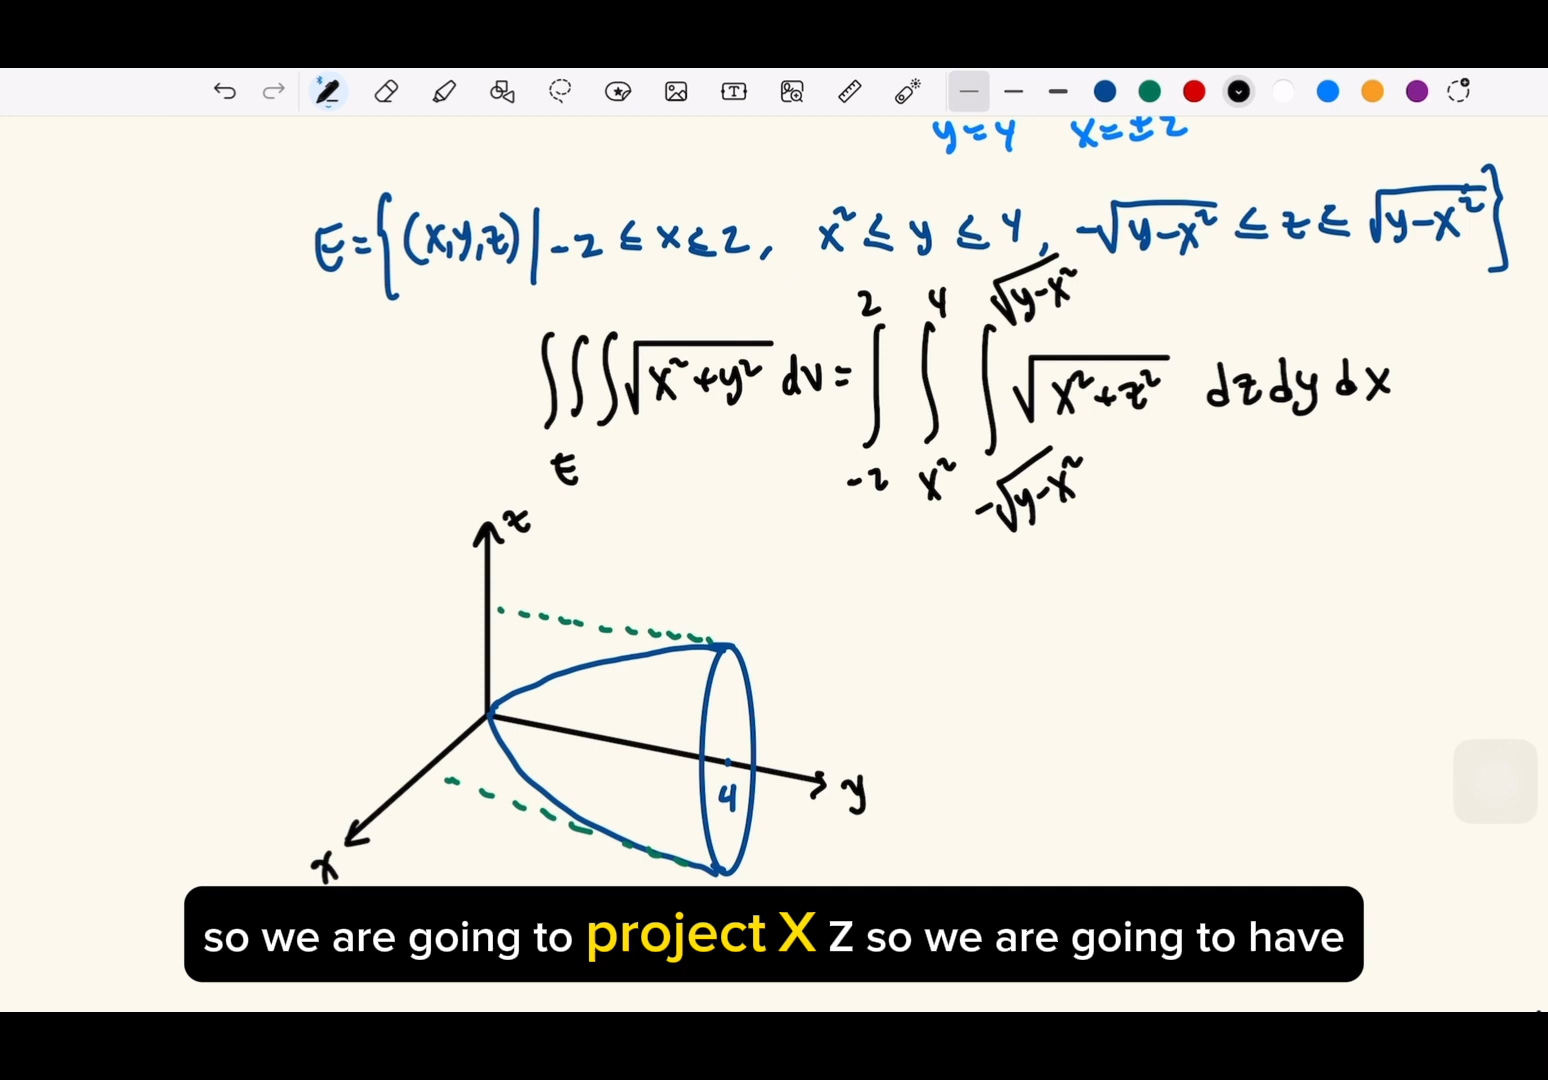 y=4 x=±2
E={(x,y,z)|-2≤x≤2, x²≤y≤4, -√(y-x²)≤z≤√(y-x²)}
∫∫∫_E √(x²+y²) dv = ∫_{-2}^{2} ∫_{x²}^{4} ∫_{-√(y-x²)}^{√(y-x²)} √(x²+z²) dz dy dx
z
4
y
x
so we are going to project X Z so we are going to have